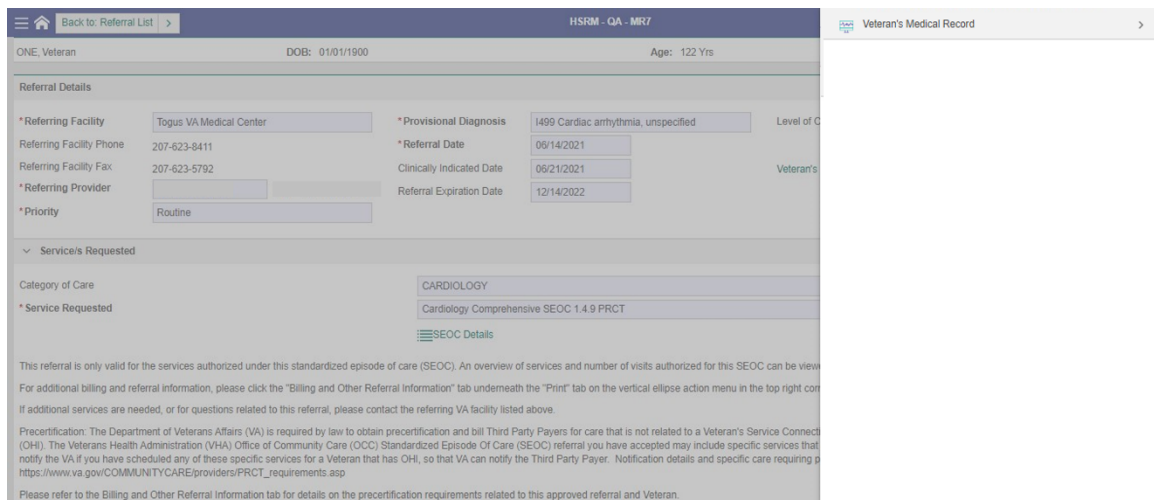 Back to: Referral List >
HSRM - QA - MR7
Veteran's Medical Record
ONE, Veteran DOB: 01/01/1900 Age: 122 Yrs
Referral Details
*Referring Facility Togus VA Medical Center *Provisional Diagnosis I499 Cardiac arrhythmia, unspecified Level of C
Referring Facility Phone 207-623-8411 *Referral Date 06/14/2021
Referring Facility Fax 207-623-5792 Clinically Indicated Date 06/21/2021 Veteran's
*Referring Provider Referral Expiration Date 12/14/2022
*Priority Routine
Service/s Requested
Category of Care CARDIOLOGY
*Service Requested Cardiology Comprehensive SEOC 1.4.9 PRCT
SEOC Details
This referral is only valid for the services authorized under this standardized episode of care (SEOC). An overview of services and number of visits authorized for this SEOC can be view
For additional billing and referral information, please click the "Billing and Other Referral Information" tab underneath the "Print" tab on the vertical ellipse action menu in the top right corn
If additional services are needed, or for questions related to this referral, please contact the referring VA facility listed above.
Precertification: The Department of Veterans Affairs (VA) is required by law to obtain precertification and bill Third Party Payers for care that is not related to a Veteran's Service Connecti
(OHI). The Veterans Health Administration (VHA) Office of Community Care (OCC) Standardized Episode Of Care (SEOC) referral you have accepted may include specific services that
notify the VA if you have scheduled any of these specific services for a Veteran that has OHI, so that VA can notify the Third Party Payer. Notification details and specific care requiring p
https://www.va.gov/COMMUNITYCARE/providers/PRCT_requirements.asp
Please refer to the Billing and Other Referral Information tab for details on the precertification requirements related to this approved referral and Veteran.